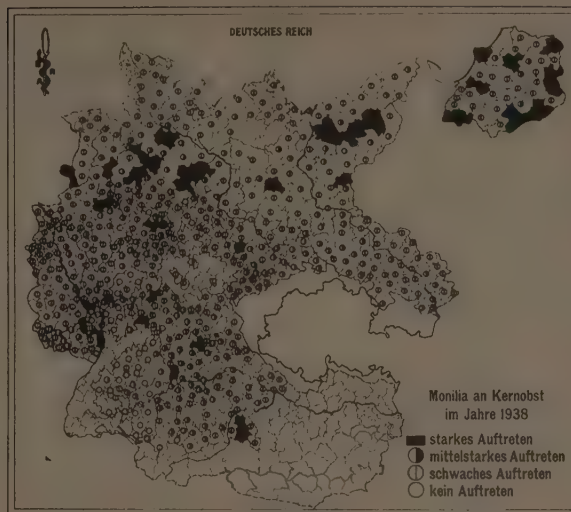 DEUTSCHES REICH
Monilia an Kernobst
im Jahre 1938
starkes Auftreten
mittelstarkes Auftreten
schwaches Auftreten
kein Auftreten